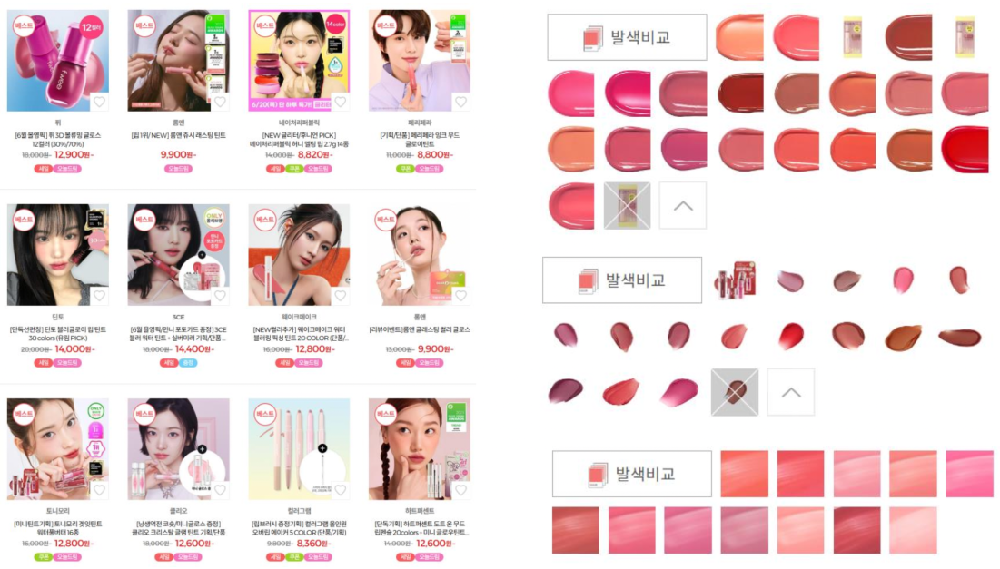 베스트
12컬러
베스트
베스트
14color
6/20(목) 단 하루 특가! 글리터
베스트
퓌
롬앤
네이처리퍼블릭
페리페라
[6월 올영픽] 퓌 3D 볼류밍 글로스
12컬러 (30%/70%)
18,000원~ 12,900원~
세일 오늘드림
[립 1위/NEW] 롬앤 쥬시 래스팅 틴트
9,900원~
오늘드림
[NEW 글리터/후니언 PICK]
네이처리퍼블릭 허니 멜팅 립 2.7g 14종
14,000원~ 8,820원~
세일 쿠폰 오늘드림
[기획/단품] 페리페라 잉크 무드
글로이틴트
11,000원~ 8,800원~
쿠폰 오늘드림
베스트
베스트
ONLY
올리브영
베스트
베스트
딘토
3CE
웨이크메이크
롬앤
[단독선런칭] 딘토 블러글로이 립 틴트
30 colors (유림 PICK)
20,000원~ 14,000원~
세일 오늘드림
[6월 올영픽/민니 포토카드 증정] 3CE
블러 워터 틴트 + 실버미러 기획/단품...
18,000원~ 14,400원~
세일 증정
[NEW컬러추가] 웨이크메이크 워터
블러링 픽싱 틴트 20 COLOR (단품/...
16,000원~ 12,800원~
세일 오늘드림
[리뷰이벤트]롬앤 글래스팅 컬러 글로스
13,000원~ 9,900원~
세일 오늘드림
베스트
ONLY
베스트
베스트
베스트
토니모리
클리오
컬러그램
하트퍼센트
[미니틴트기획] 토니모리 겟잇틴트
워터풀버터 16종
16,000원~ 12,800원~
쿠폰 오늘드림
[냥생역전 코숏/미니글로스 증정]
클리오 크리스탈 글램 틴트 기획/단품
18,000원~ 12,600원~
세일 오늘드림
[립브러시 증정기획] 컬러그램 올인원
오버립 메이커 5 COLOR (단품/기획)
9,800원~ 8,360원~
세일 쿠폰 오늘드림
[단독기획] 하트퍼센트 도트 온 무드
립펜슬 20colors + 미니 글로우틴트...
14,000원~ 12,600원~
세일 오늘드림
발색비교
발색비교
발색비교